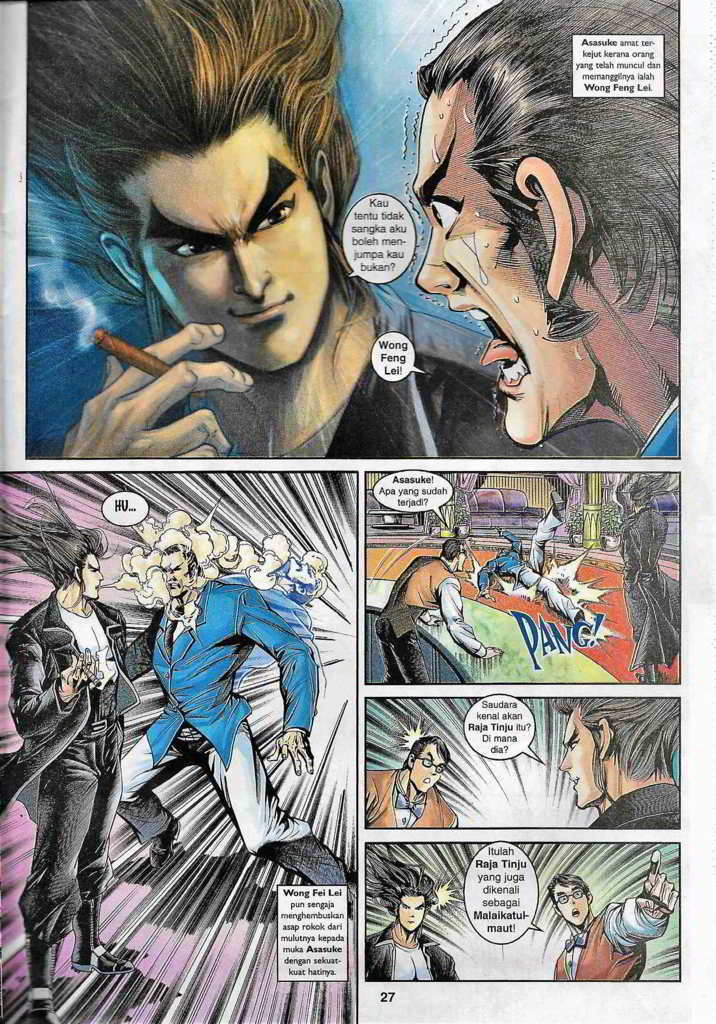 Asasuke amat ter-
kejut kerana orang
yang telah muncul dan
memanggilnya ialah
Wong Feng Lei.
Kau
tentu tidak
sangka aku
boleh men-
jumpa kau
bukan?
Wong
Feng
Lei!
HU...
Wong Fei Lei
pun sengaja
menghembuskan
asap rokok dari
mulutnya kepada
muka Asasuke
dengan sekuat-
kuat hatinya.
Asasuke!
Apa yang sudah
terjadi?
PANG!
Saudara
kenal akan
Raja Tinju itu?
Di mana
dia?
Itulah
Raja Tinju
yang juga
dikenali
sebagai
Malaikatul-
maut!
27